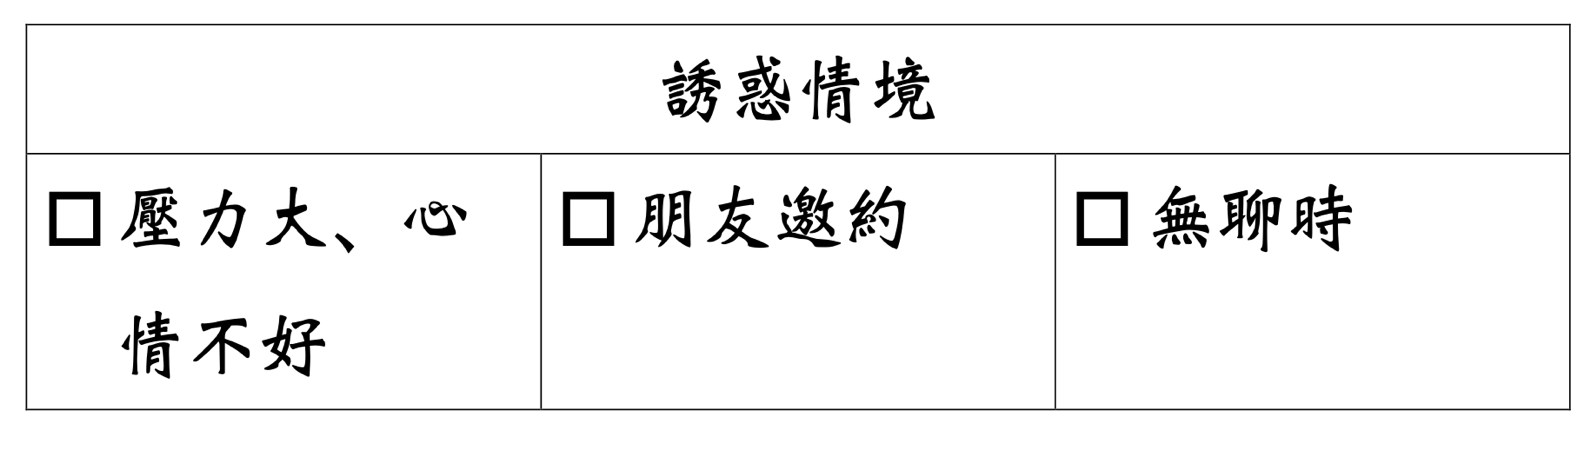 誘惑情境
□ 壓力大、心
情不好
□ 朋友邀約
□ 無聊時